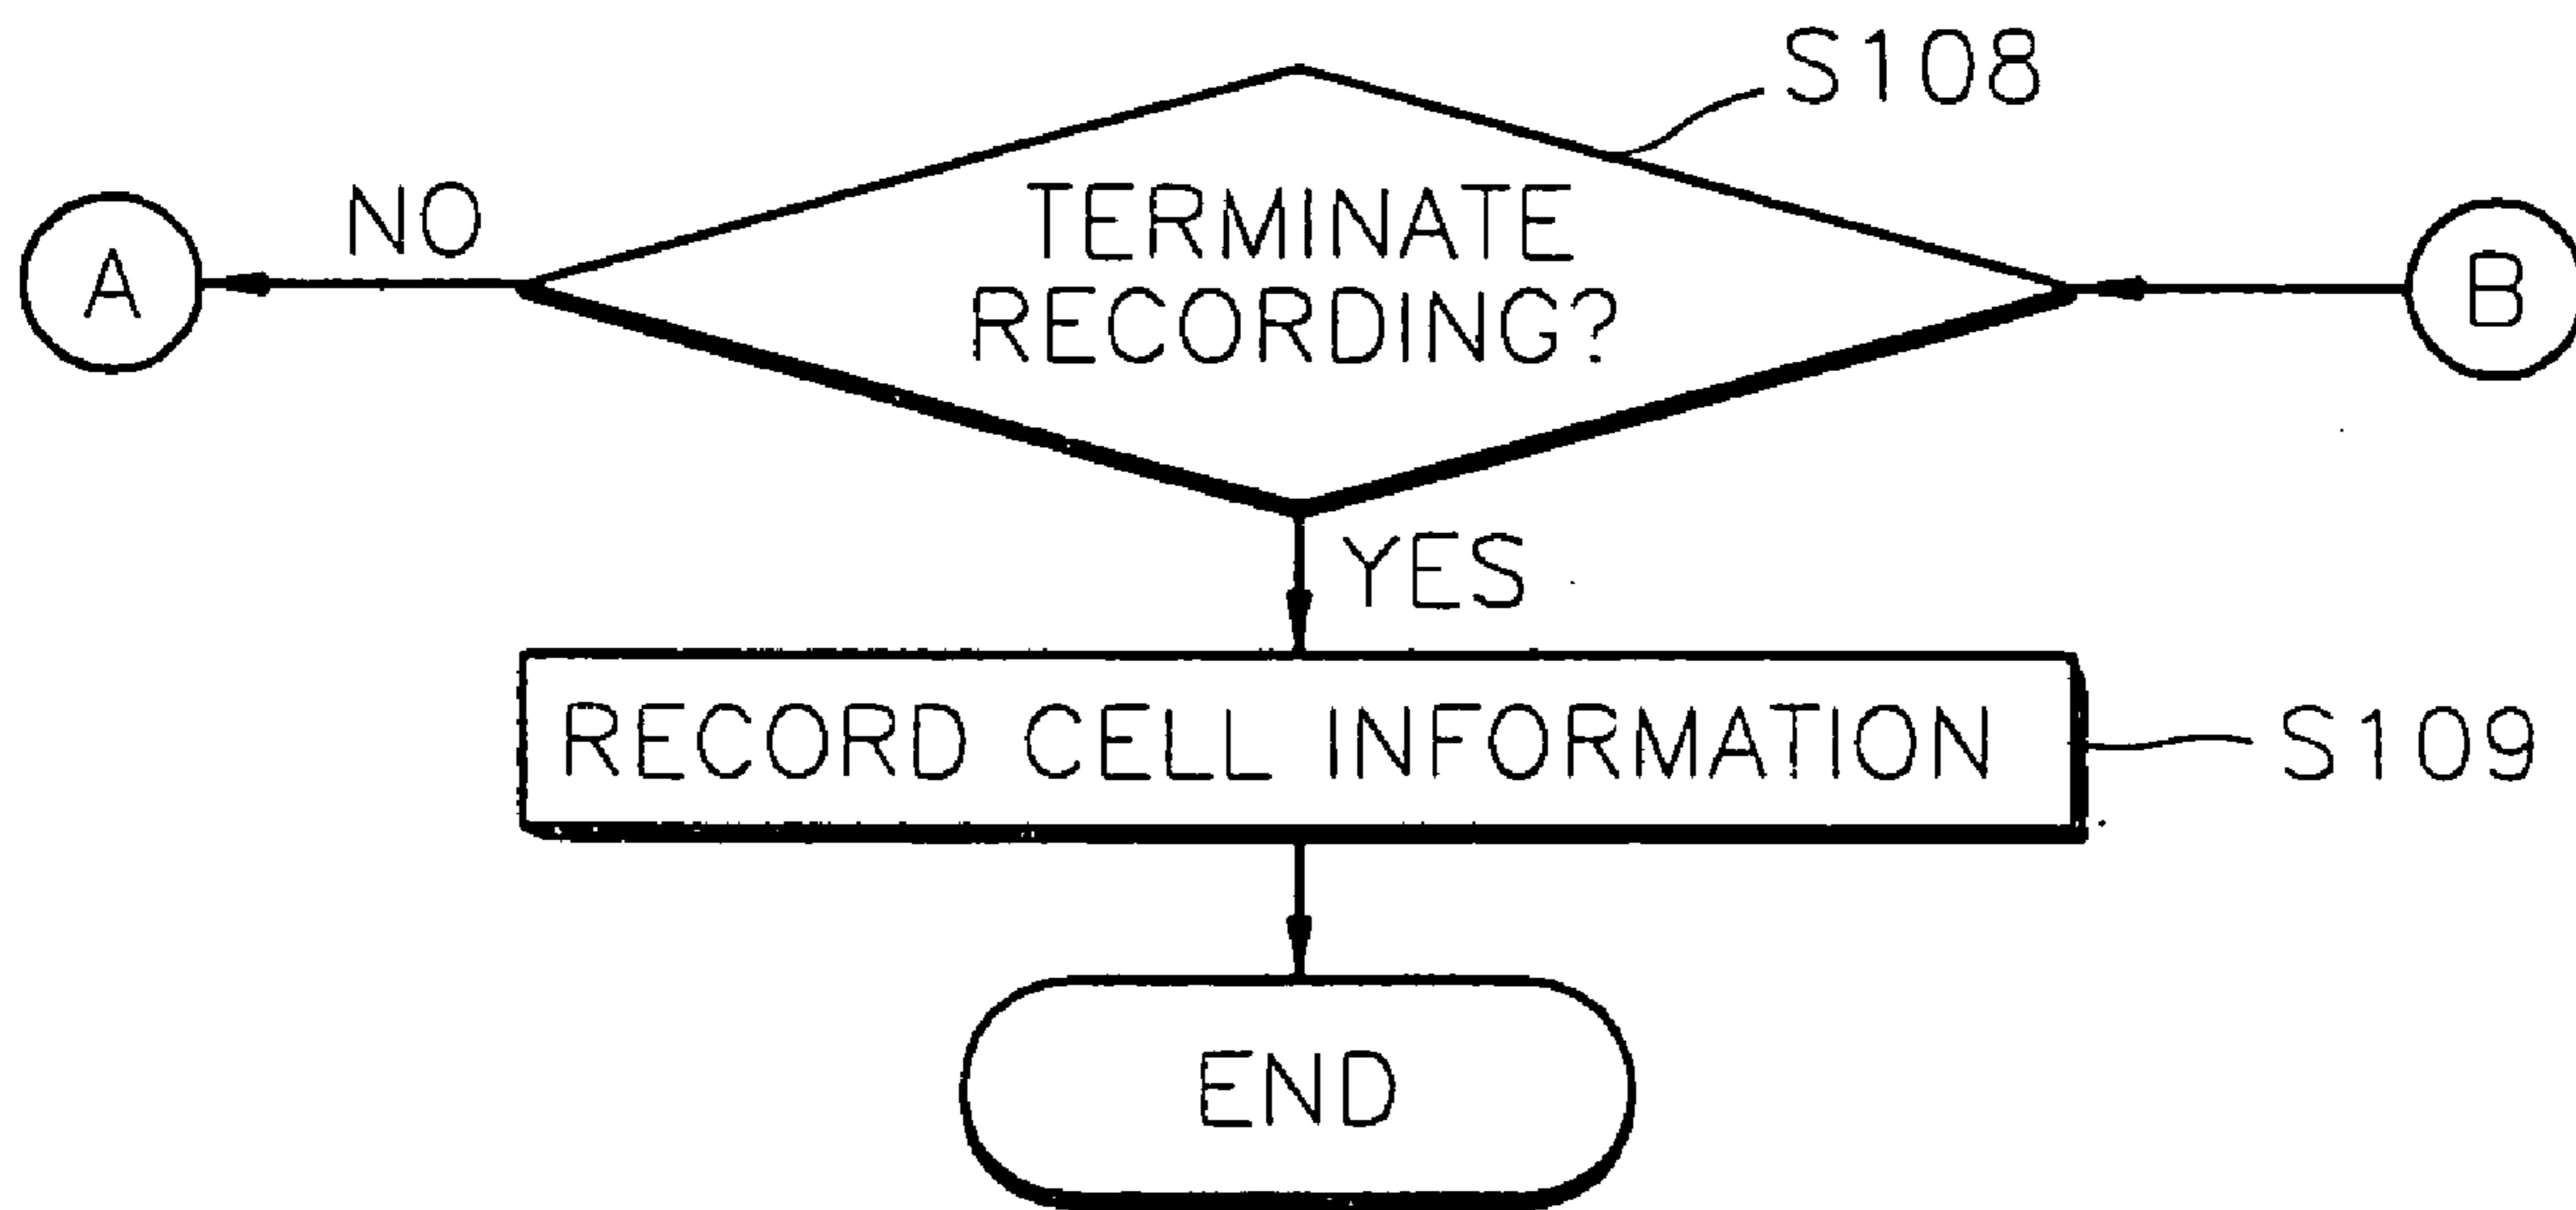 S108
NO
TERMINATE
RECORDING?
A
B
YES
RECORD CELL INFORMATION
S109
END